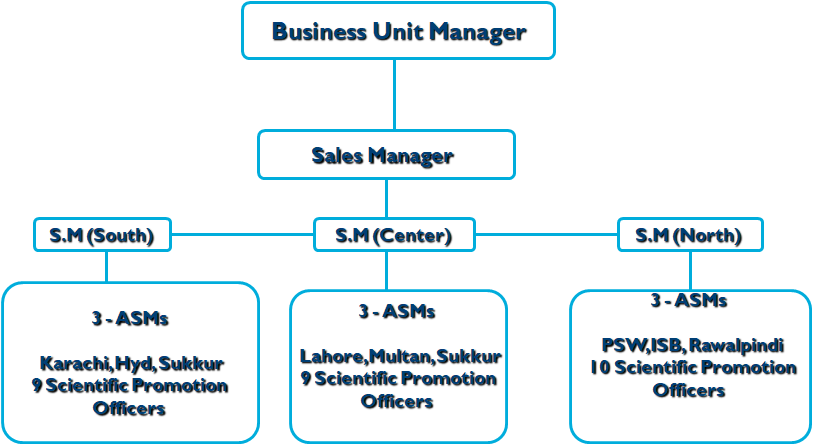 Business Unit Manager
Sales Manager
S.M (South)
S.M (Center)
S.M (North)
3 - ASMs
Karachi,Hyd, Sukkur
9 Scientific Promotion
Officers
3 - ASMs
Lahore,Multan, Sukkur
9 Scientific Promotion
Officers
3 - ASMs
PSW,ISB, Rawalpindi
10 Scientific Promotion
Officers